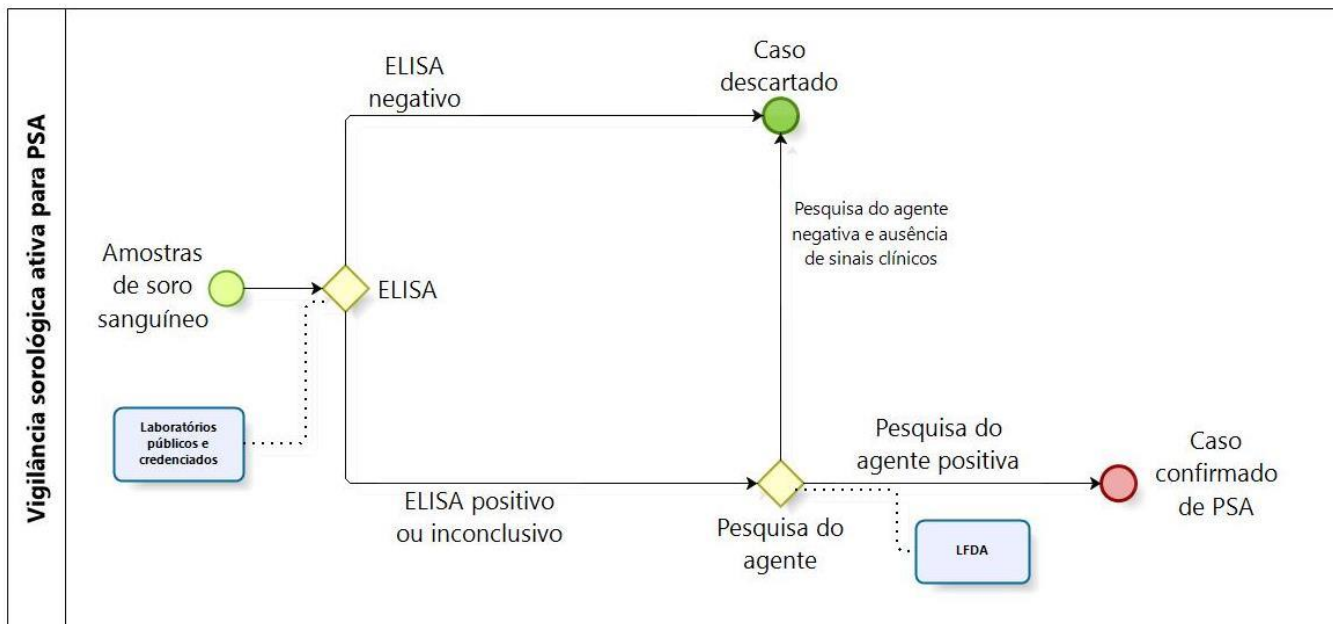 Vigilância sorológica ativa para PSA
ELISA
negativo
Caso
descartado
Amostras
de soro
sanguíneo
ELISA
Pesquisa do agente
negativa e ausência
de sinais clínicos
Laboratórios
públicos e
credenciados
ELISA positivo
ou inconclusivo
Pesquisa do
agente
Pesquisa do
agente positiva
LFDA
Caso
confirmado
de PSA